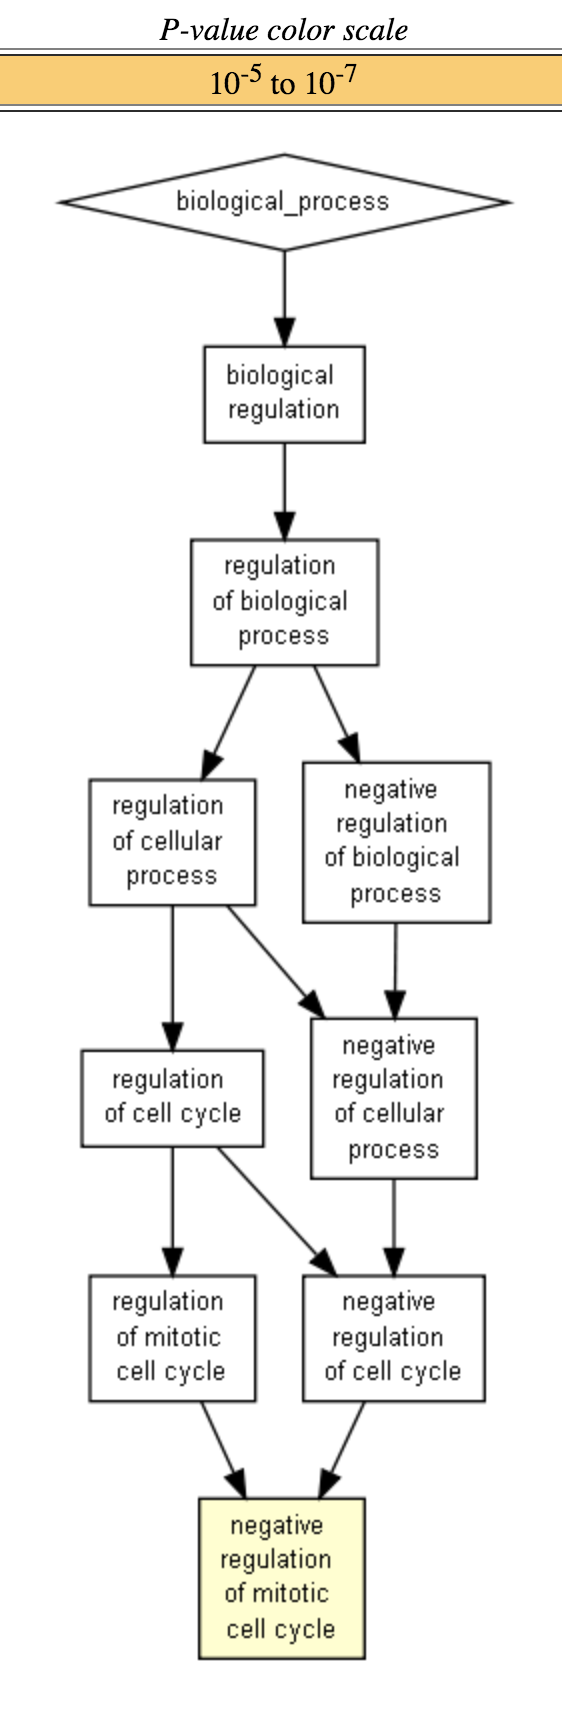 P-value color scale
10-5 to 10-7
biological_process
biological
regulation
regulation
of biological
process
regulation
of cellular
process
negative
regulation
of biological
process
regulation
of cell cycle
negative
regulation
of cellular
process
regulation
of mitotic
cell cycle
negative
regulation
of cell cycle
negative
regulation
of mitotic
cell cycle